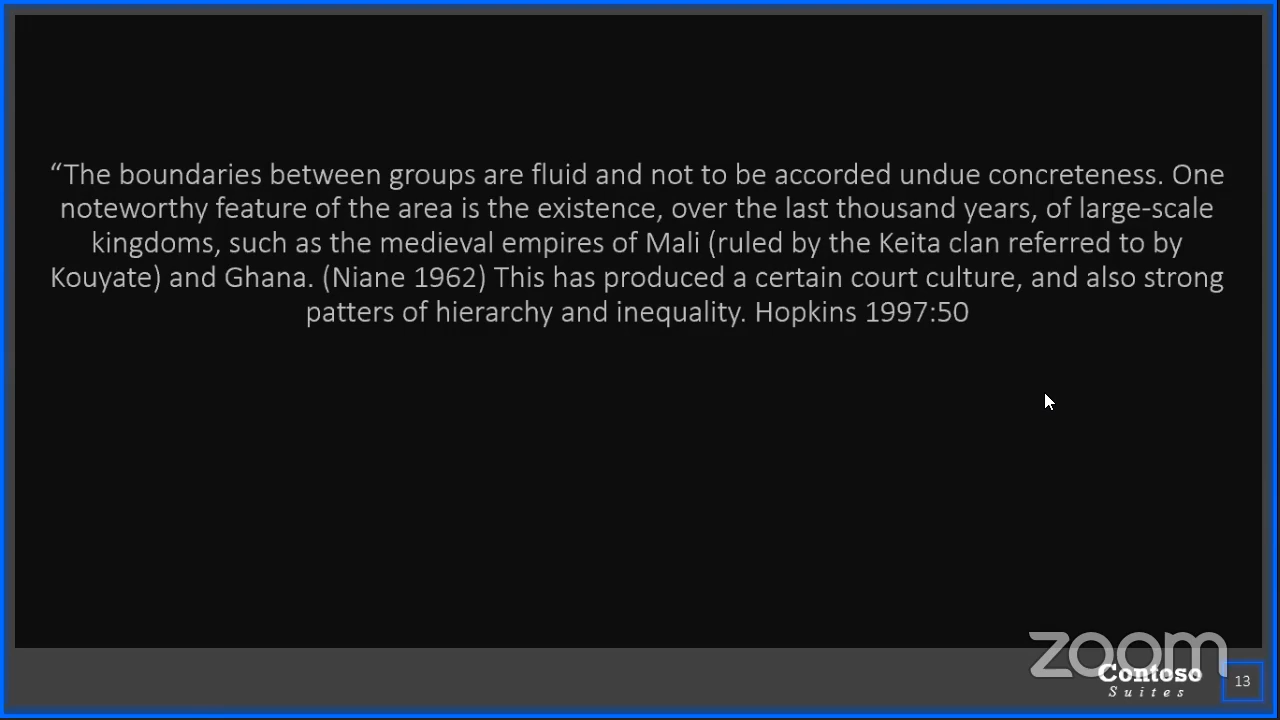 “The boundaries between groups are fluid and not to be accorded undue concreteness. One
noteworthy feature of the area is the existence, over the last thousand years, of large-scale
kingdoms, such as the medieval empires of Mali (ruled by the Keita clan referred to by
Kouyate) and Ghana. (Niane 1962) This has produced a certain court culture, and also strong
patters of hierarchy and inequality. Hopkins 1997:50
zoom
Contoso
Suites
13